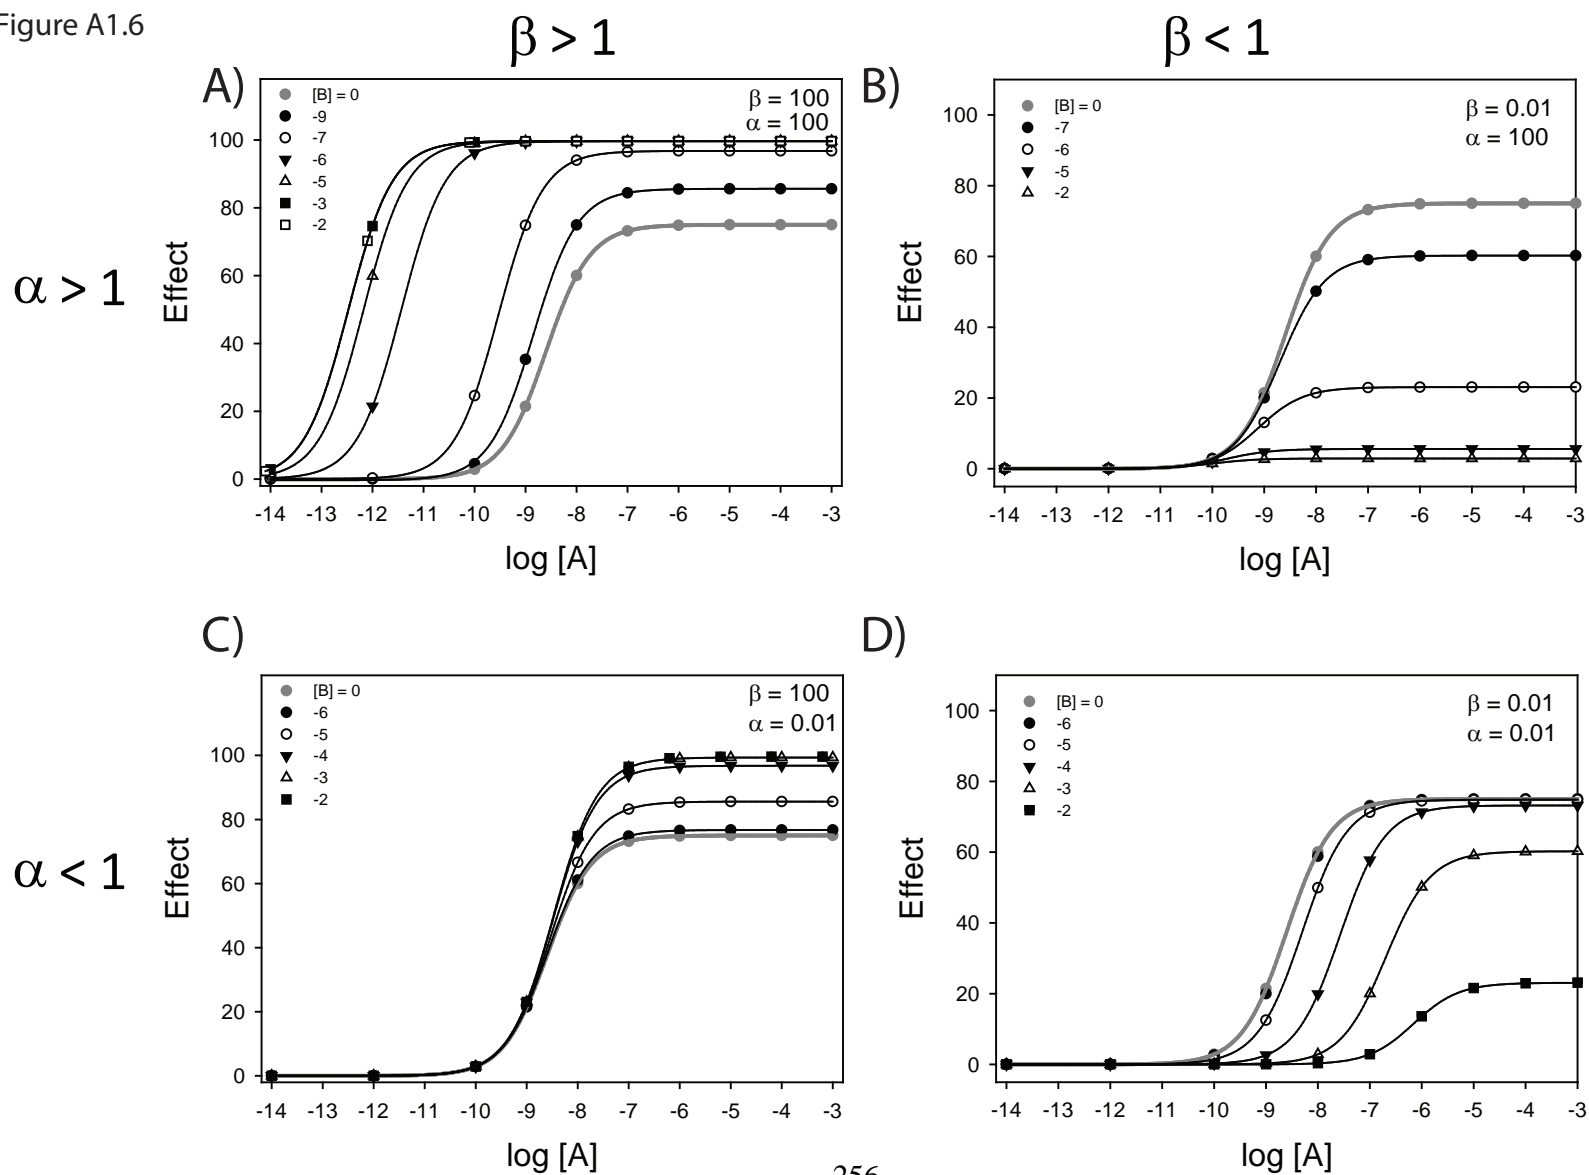 Figure A1.6
β > 1
β < 1
α > 1
α < 1
A)
[B] = 0
-9
-7
-6
-5
-3
-2
β = 100
α = 100
Effect
100
80
60
40
20
0
-14 -13 -12 -11 -10 -9 -8 -7 -6 -5 -4 -3
log [A]
B)
[B] = 0
-7
-6
-5
-2
β = 0.01
α = 100
Effect
100
80
60
40
20
0
-14 -13 -12 -11 -10 -9 -8 -7 -6 -5 -4 -3
log [A]
C)
[B] = 0
-6
-5
-4
-3
-2
β = 100
α = 0.01
Effect
100
80
60
40
20
0
-14 -13 -12 -11 -10 -9 -8 -7 -6 -5 -4 -3
log [A]
D)
[B] = 0
-6
-5
-4
-3
-2
β = 0.01
α = 0.01
Effect
100
80
60
40
20
0
-14 -13 -12 -11 -10 -9 -8 -7 -6 -5 -4 -3
log [A]
256